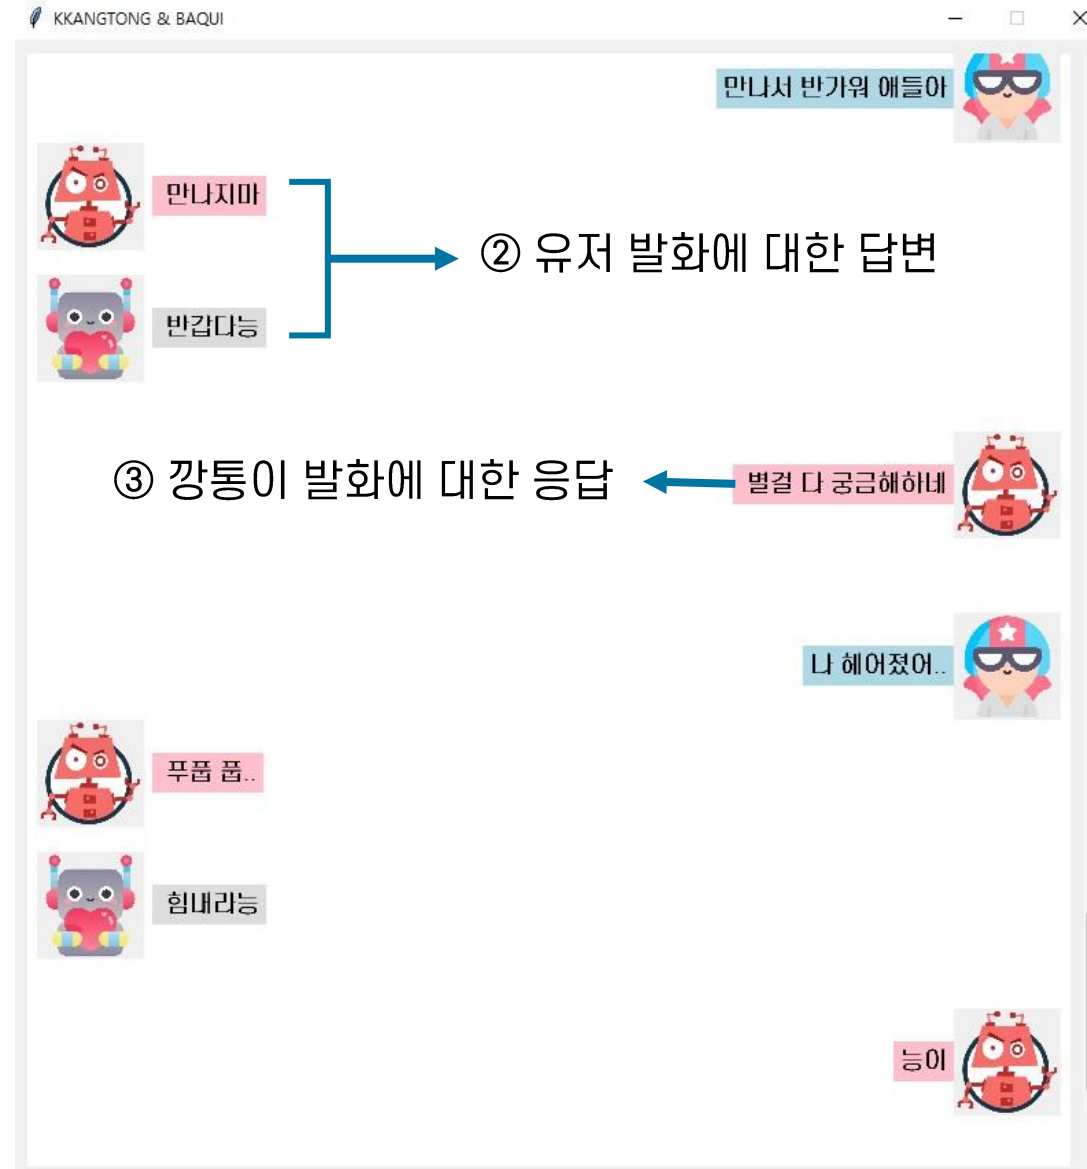 KKANGTONG & BAQUI
만나서 반가워 애들아
만나지마
② 유저 발화에 대한 답변
반갑다능
③ 깡통이 발화에 대한 응답
별걸 다 궁금해하네
나 헤어졌어..
푸풉 풉..
힘내라능
능이